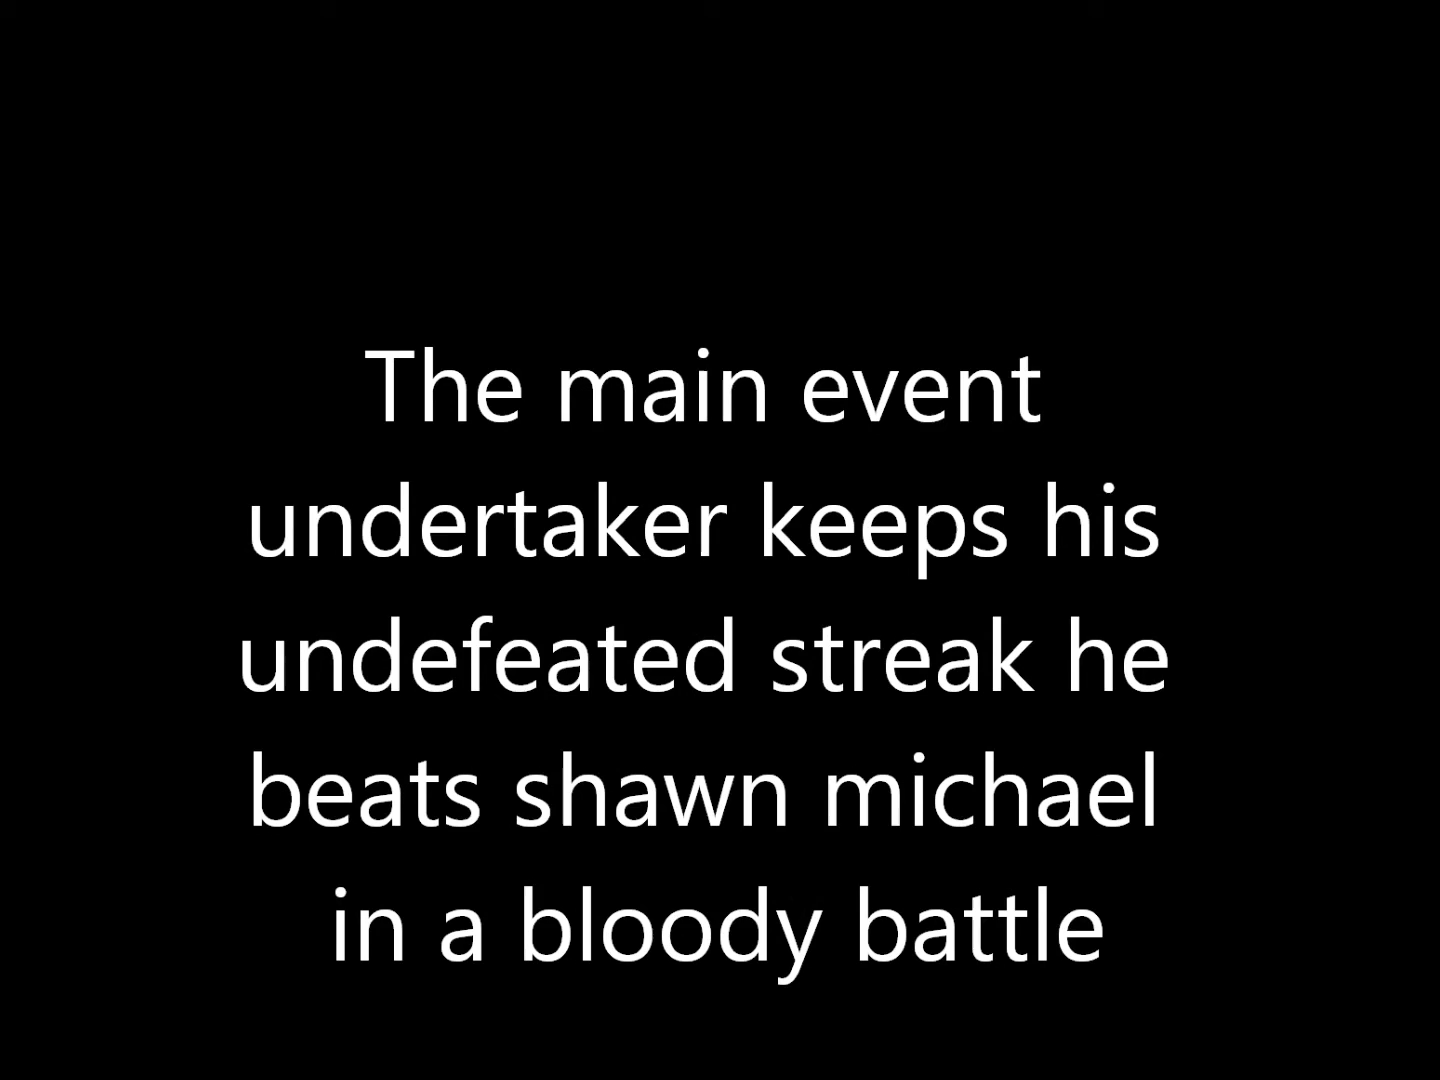 The main event
undertaker keeps his
undefeated streak he
beats shawn michael
in a bloody battle